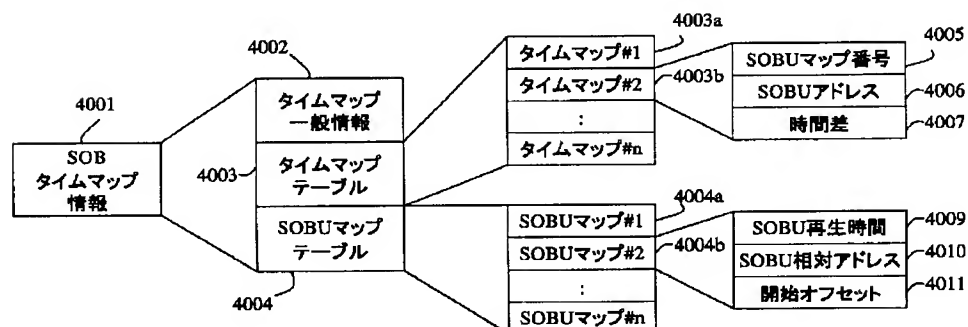 4001
SOB
タイムマップ
情報
4002
タイムマップ
一般情報
4003
タイムマップ
テーブル
SOBUマップ
テーブル
4004
4003a
タイムマップ#1
4003b
タイムマップ#2
:
タイムマップ#n
4005
SOBUマップ番号
SOBUアドレス
4006
時間差
4007
4004a
SOBUマップ#1
4004b
SOBUマップ#2
:
SOBUマップ#n
4009
SOBU再生時間
4010
SOBU相対アドレス
4011
開始オフセット